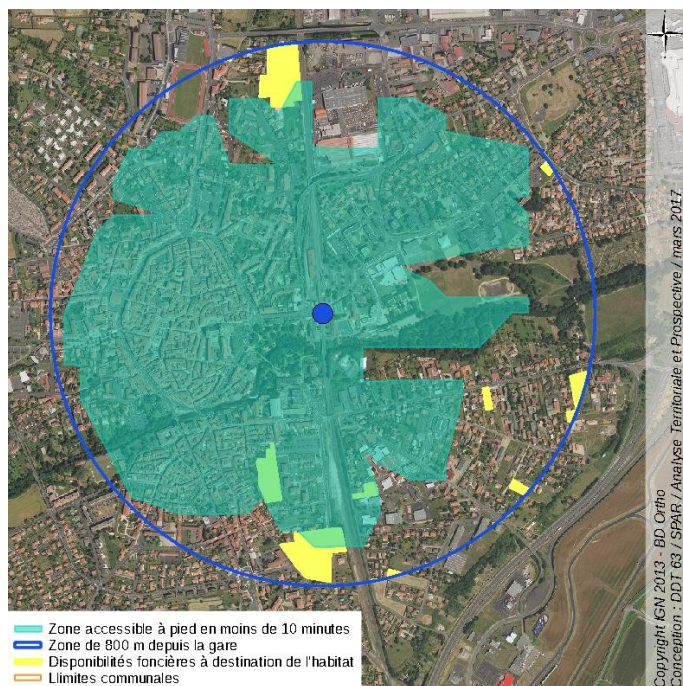 Zone accessible à pied en moins de 10 minutes
Zone de 800 m depuis la gare
Disponibilités foncières à destination de l'habitat
Llimites communales
Copyright IGN 2013 - BD Ortho
Conception : DDT 63 / SPAR / Analyse Territoriale et Prospective / mars 2017